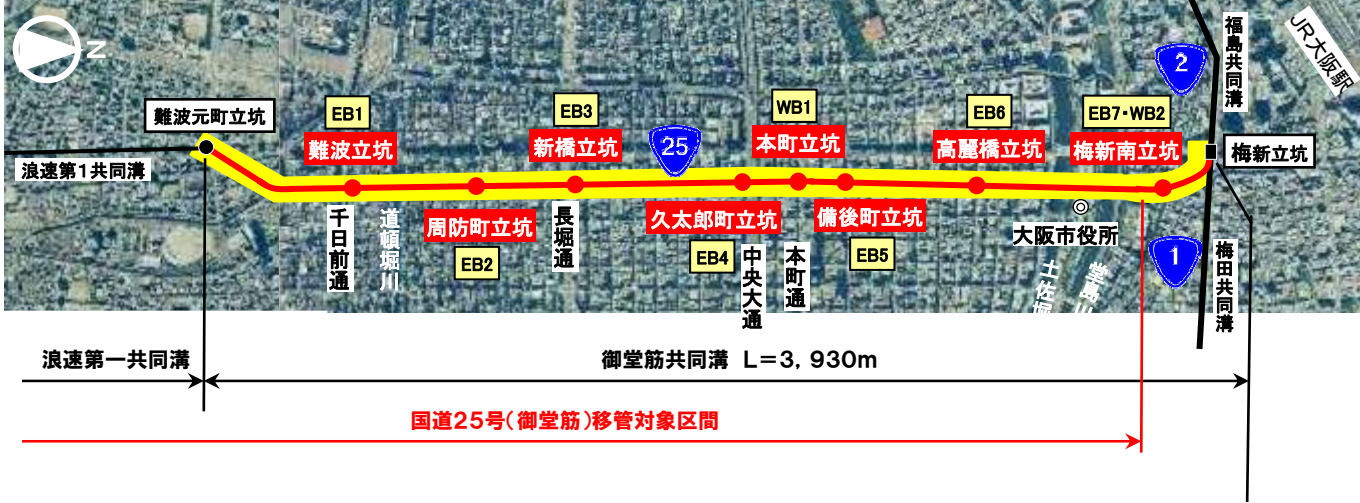 N
難波元町立坑
浪速第1共同溝
EB1
難波立坑
千日前通
道頓堀川
周防町立坑
EB2
EB3
新橋立坑
長堀通
25
久太郎町立坑
EB4
中央大通
WB1
本町立坑
本町通
備後町立坑
EB5
EB6
高麗橋立坑
EB7・WB2
梅新南立坑
大阪市役所
土佐堀
堂島川
2
1
福島共同溝
JR大阪駅
梅新立坑
梅田共同溝
浪速第一共同溝
御堂筋共同溝 L=3,930m
国道25号(御堂筋)移管対象区間